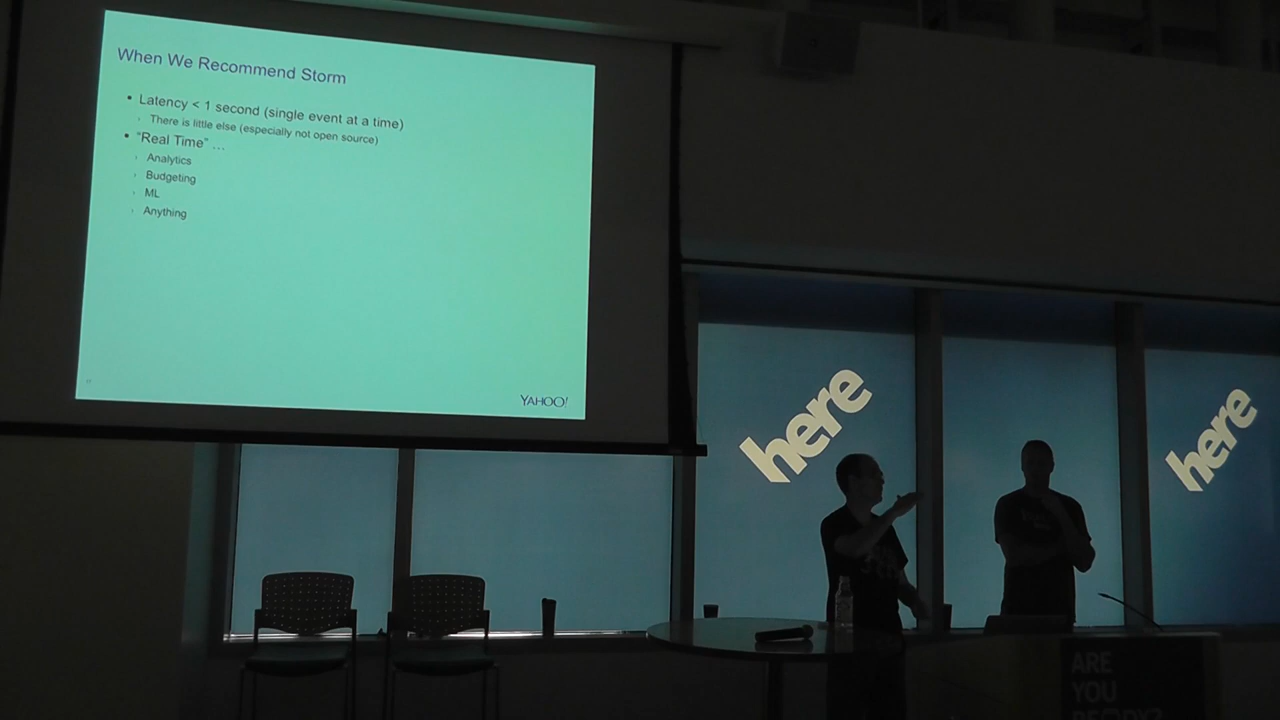 When We Recommend Storm
• Latency < 1 second (single event at a time)
› There is little else (especially not open source)
• "Real Time" …
› Analytics
› Budgeting
› ML
› Anything
YAHOO!
here
here
ARE
YOU
READY?